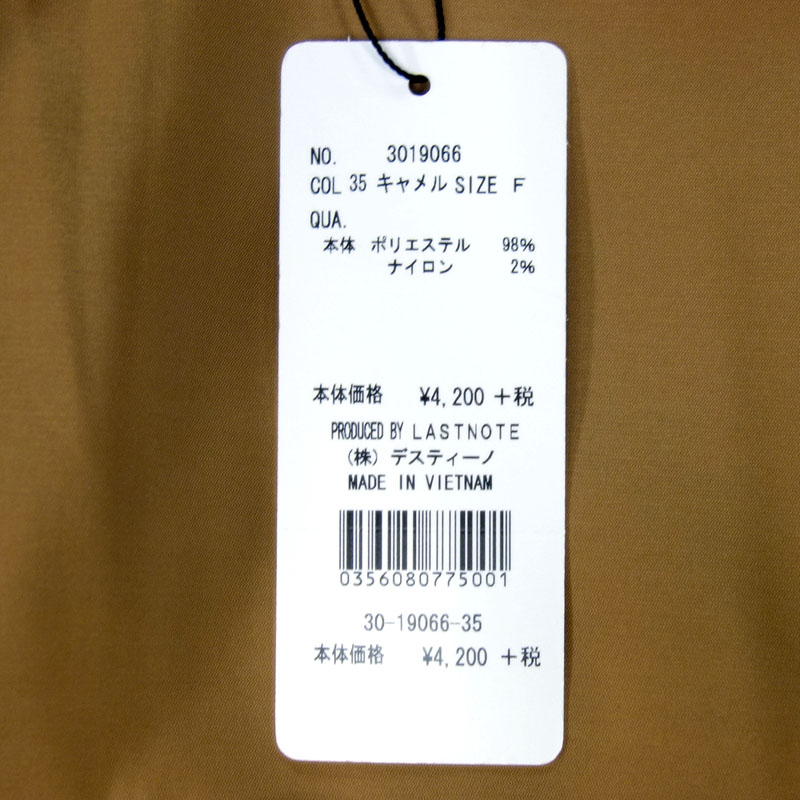 NO. 3019066
COL 35 キャメル SIZE F
QUA.
本体 ポリエステル 98%
ナイロン 2%
本体価格 ¥4,200 +税
PRODUCED BY LASTNOTE
(株) デスティーノ
MADE IN VIETNAM
0356080775001
30-19066-35
本体価格 ¥4,200 +税